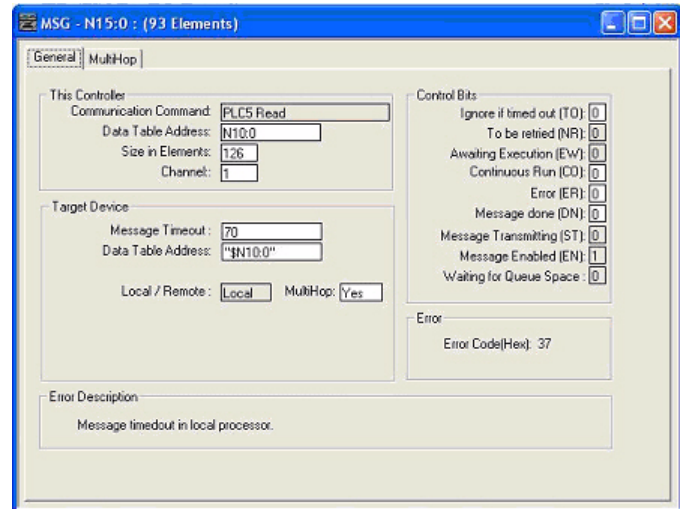 MSG - N15:0 : (93 Elements)
General MultiHop
This Controller
Communication Command: PLC5 Read
Data Table Address: N10:0
Size in Elements: 126
Channel: 1
Target Device
Message Timeout : 70
Data Table Address: "$N10:0"
Local / Remote : Local MultiHop: Yes
Control Bits
Ignore if timed out (TO): 0
To be retried (NR): 0
Awaiting Execution (EW): 0
Continuous Run (CO): 0
Error (ER): 0
Message done (DN): 0
Message Transmitting (ST): 0
Message Enabled (EN): 1
Waiting for Queue Space : 0
Error
Error Code(Hex): 37
Error Description
Message timedout in local processor.